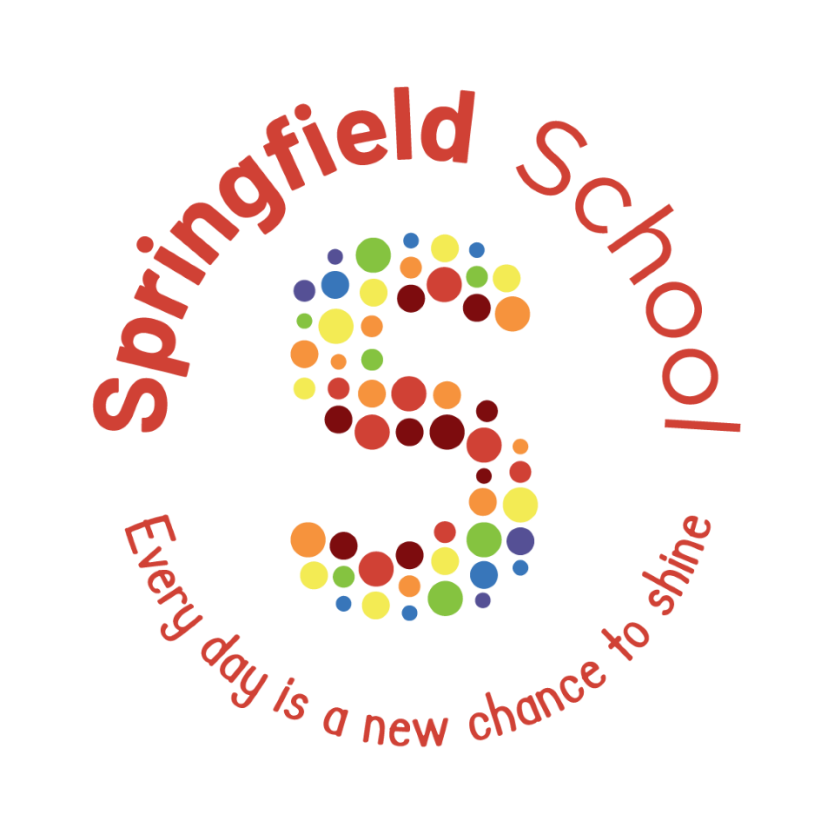 Springfield School
S
Every day is a new chance to shine